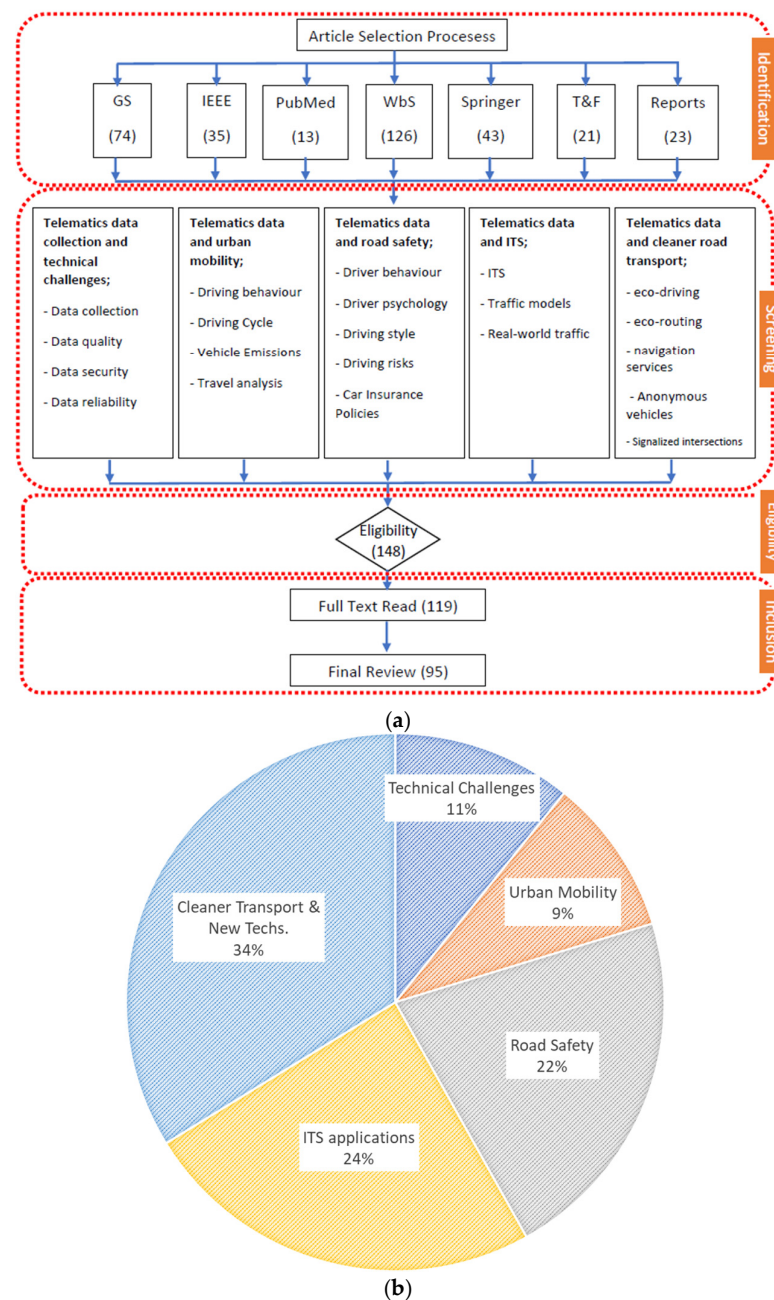 Article Selection Procesess
Identification
GS
(74)
IEEE
(35)
PubMed
(13)
WbS
(126)
Springer
(43)
T&F
(21)
Reports
(23)
Screening
Telematics data
collection and
technical
challenges;
- Data collection
- Data quality
- Data security
- Data reliability
Telematics data
and urban
mobility;
- Driving behaviour
- Driving Cycle
- Vehicle Emissions
- Travel analysis
Telematics data
and road safety;
- Driver behaviour
- Driver psychology
- Driving style
- Driving risks
- Car Insurance
Policies
Telematics data
and ITS;
- ITS
- Traffic models
- Real-world traffic
Telematics data
and cleaner road
transport;
- eco-driving
- eco-routing
- navigation
services
- Anonymous
vehicles
- Signalized intersections
Eligibility
(148)
Eligibility
Full Text Read (119)
Final Review (95)
Inclusion
(a)
Technical Challenges
11%
Urban Mobility
9%
Cleaner Transport &
New Techs.
34%
Road Safety
22%
ITS applications
24%
(b)